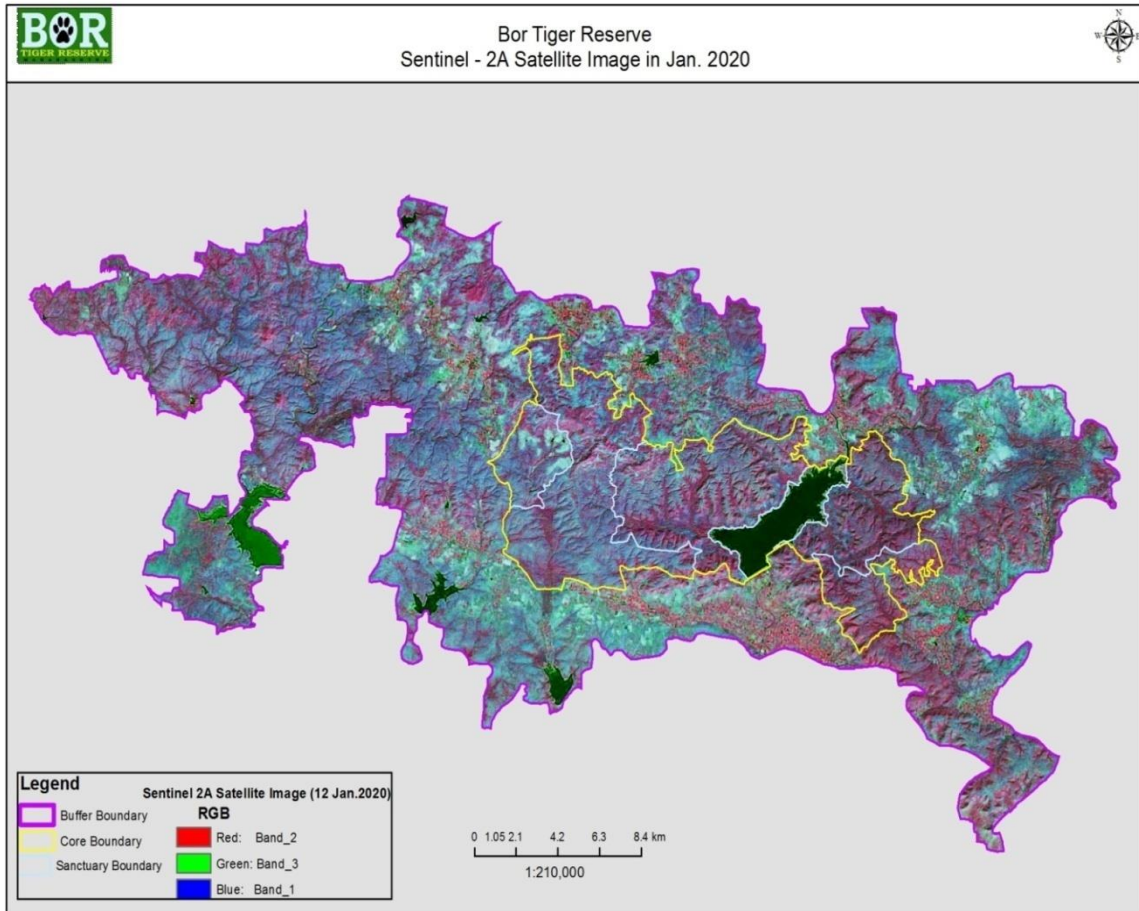 BOR
TIGER RESERVE
MAHARASHTRA
Bor Tiger Reserve
Sentinel - 2A Satellite Image in Jan. 2020
N
W E
S
Legend
Sentinel 2A Satellite Image (12 Jan.2020)
RGB
Buffer Boundary
Core Boundary
Sanctuary Boundary
Red: Band_2
Green: Band_3
Blue: Band_1
0 1.05 2.1 4.2 6.3 8.4 km
1:210,000